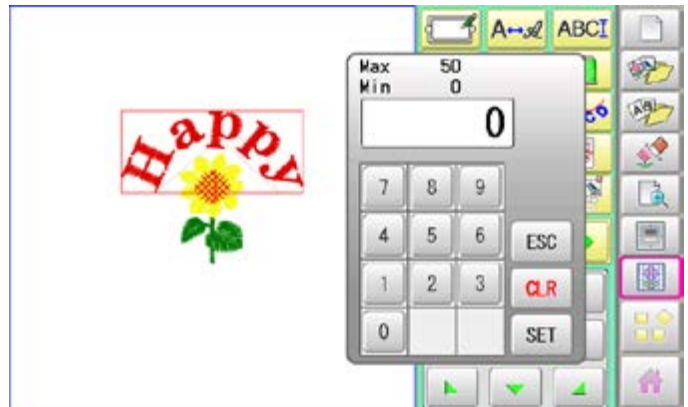 Happy
A↔A ABCI
Max 50
Min 0
0
7 8 9
4 5 6 ESC
1 2 3 CLR
0 SET